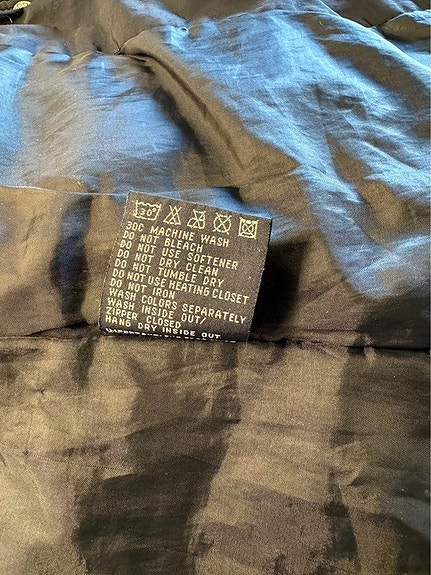 30°
30C MACHINE WASH
DO NOT BLEACH
DO NOT USE SOFTENER
DO NOT DRY CLEAN
DO NOT TUMBLE DRY
DO NOT USE HEATING CLOSET
DO NOT IRON
WASH COLORS SEPARATELY
WASH INSIDE OUT/
ZIPPER CLOSED
HANG DRY INSIDE OUT